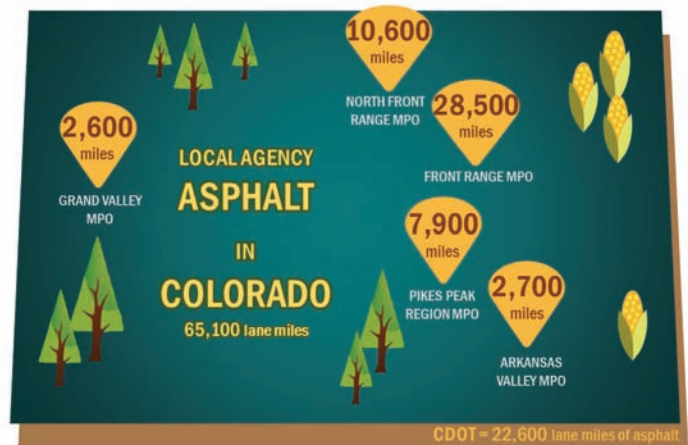 10,600
miles
NORTH FRONT
RANGE MPO
28,500
miles
FRONT RANGE MPO
2,600
miles
GRAND VALLEY
MPO
LOCAL AGENCY
ASPHALT
IN
COLORADO
65,100 lane miles
7,900
miles
PIKES PEAK
REGION MPO
2,700
miles
ARKANSAS
VALLEY MPO
CDOT = 22,600 lane miles of asphalt